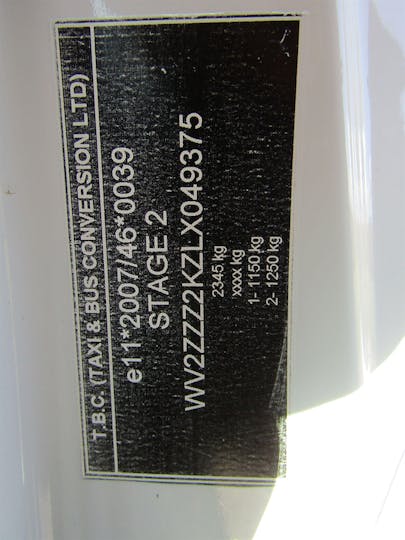 T.B.C. (TAXI & BUS CONVERSION LTD)
e11*2007/46*0039
STAGE 2
WV2ZZZ2KZLX049375
2345 kg
xxxx kg
1- 1150 kg
2- 1250 kg